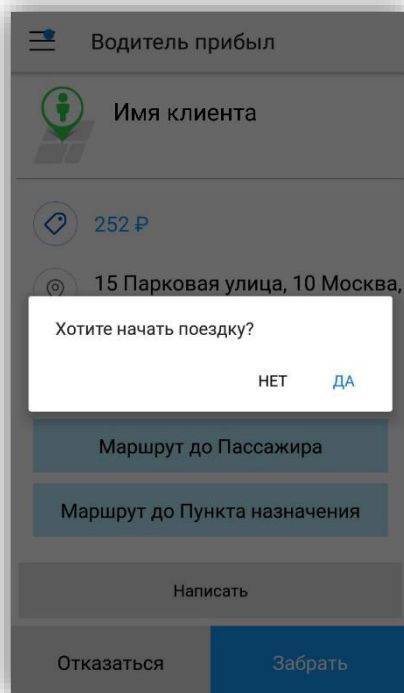 Водитель прибыл
Имя клиента
252 ₽
15 Парковая улица, 10 Москва,
Хотите начать поездку?
НЕТ ДА
Маршрут до Пассажира
Маршрут до Пункта назначения
Написать
Отказаться Забрать